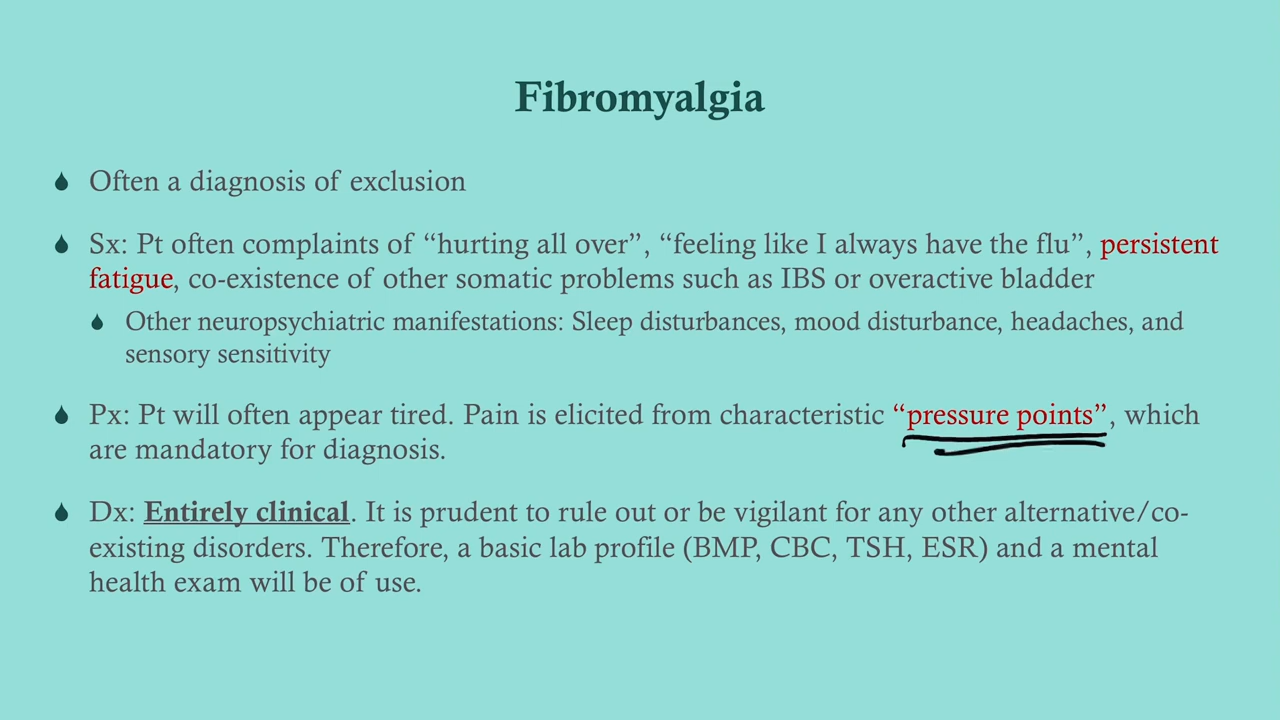 Fibromyalgia
Often a diagnosis of exclusion
Sx: Pt often complaints of “hurting all over”, “feeling like I always have the flu”, persistent
fatigue, co-existence of other somatic problems such as IBS or overactive bladder
Other neuropsychiatric manifestations: Sleep disturbances, mood disturbance, headaches, and
sensory sensitivity
Px: Pt will often appear tired. Pain is elicited from characteristic “pressure points”, which
are mandatory for diagnosis.
Dx: Entirely clinical. It is prudent to rule out or be vigilant for any other alternative/co-
existing disorders. Therefore, a basic lab profile (BMP, CBC, TSH, ESR) and a mental
health exam will be of use.